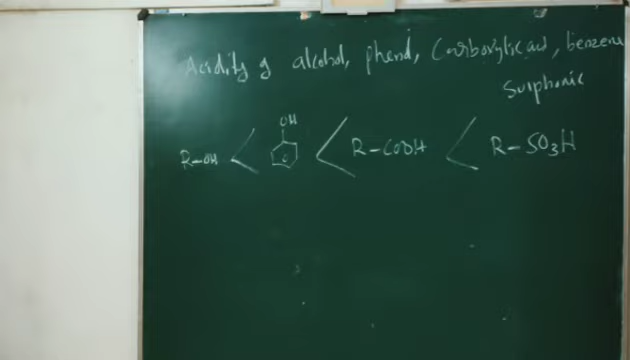 Acidity of alcohol, phenol, Carboxylic acid, benzene
Sulphonic
OH
R-OH < < R-COOH < R-SO3H